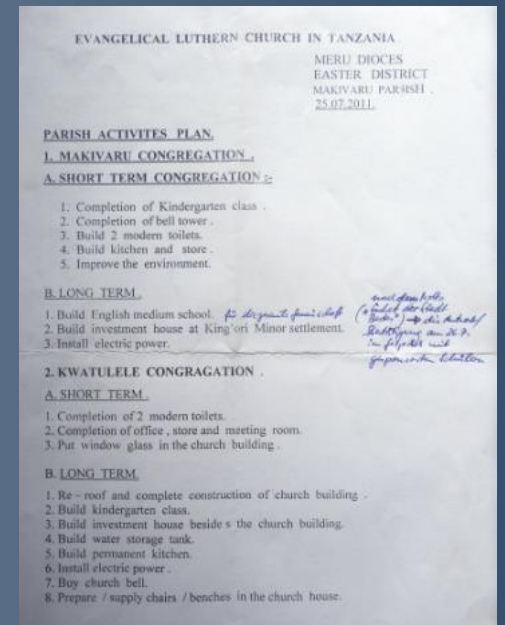 EVANGELICAL LUTHERN CHURCH IN TANZANIA
MERU DIOCES
EASTER DISTRICT
MAKIVARU PARISH .
25.07.2011.
PARISH ACTIVITES PLAN.
1. MAKIVARU CONGREGATION .
A. SHORT TERM CONGREGATION :-
1. Completion of Kindergarten class .
2. Completion of bell tower .
3. Build 2 modern toilets.
4. Build kitchen and store .
5. Improve the environment.
B. LONG TERM .
1. Build English medium school. für die
2. Build investment house at King'ori Minor settlement.
3. Install electric power.
2. KWATULELE CONGRAGATION .
A. SHORT TERM .
1. Completion of 2 modern toilets.
2. Completion of office , store and meeting room.
3. Put window glass in the church building .
B. LONG TERM.
1. Re – roof and complete construction of church building .
2. Build kindergarten class.
3. Build investment house beside s the church building.
4. Build water storage tank.
5. Build permanent kitchen.
6. Install electric power .
7. Buy church bell.
8. Prepare / supply chairs / benches in the church house.